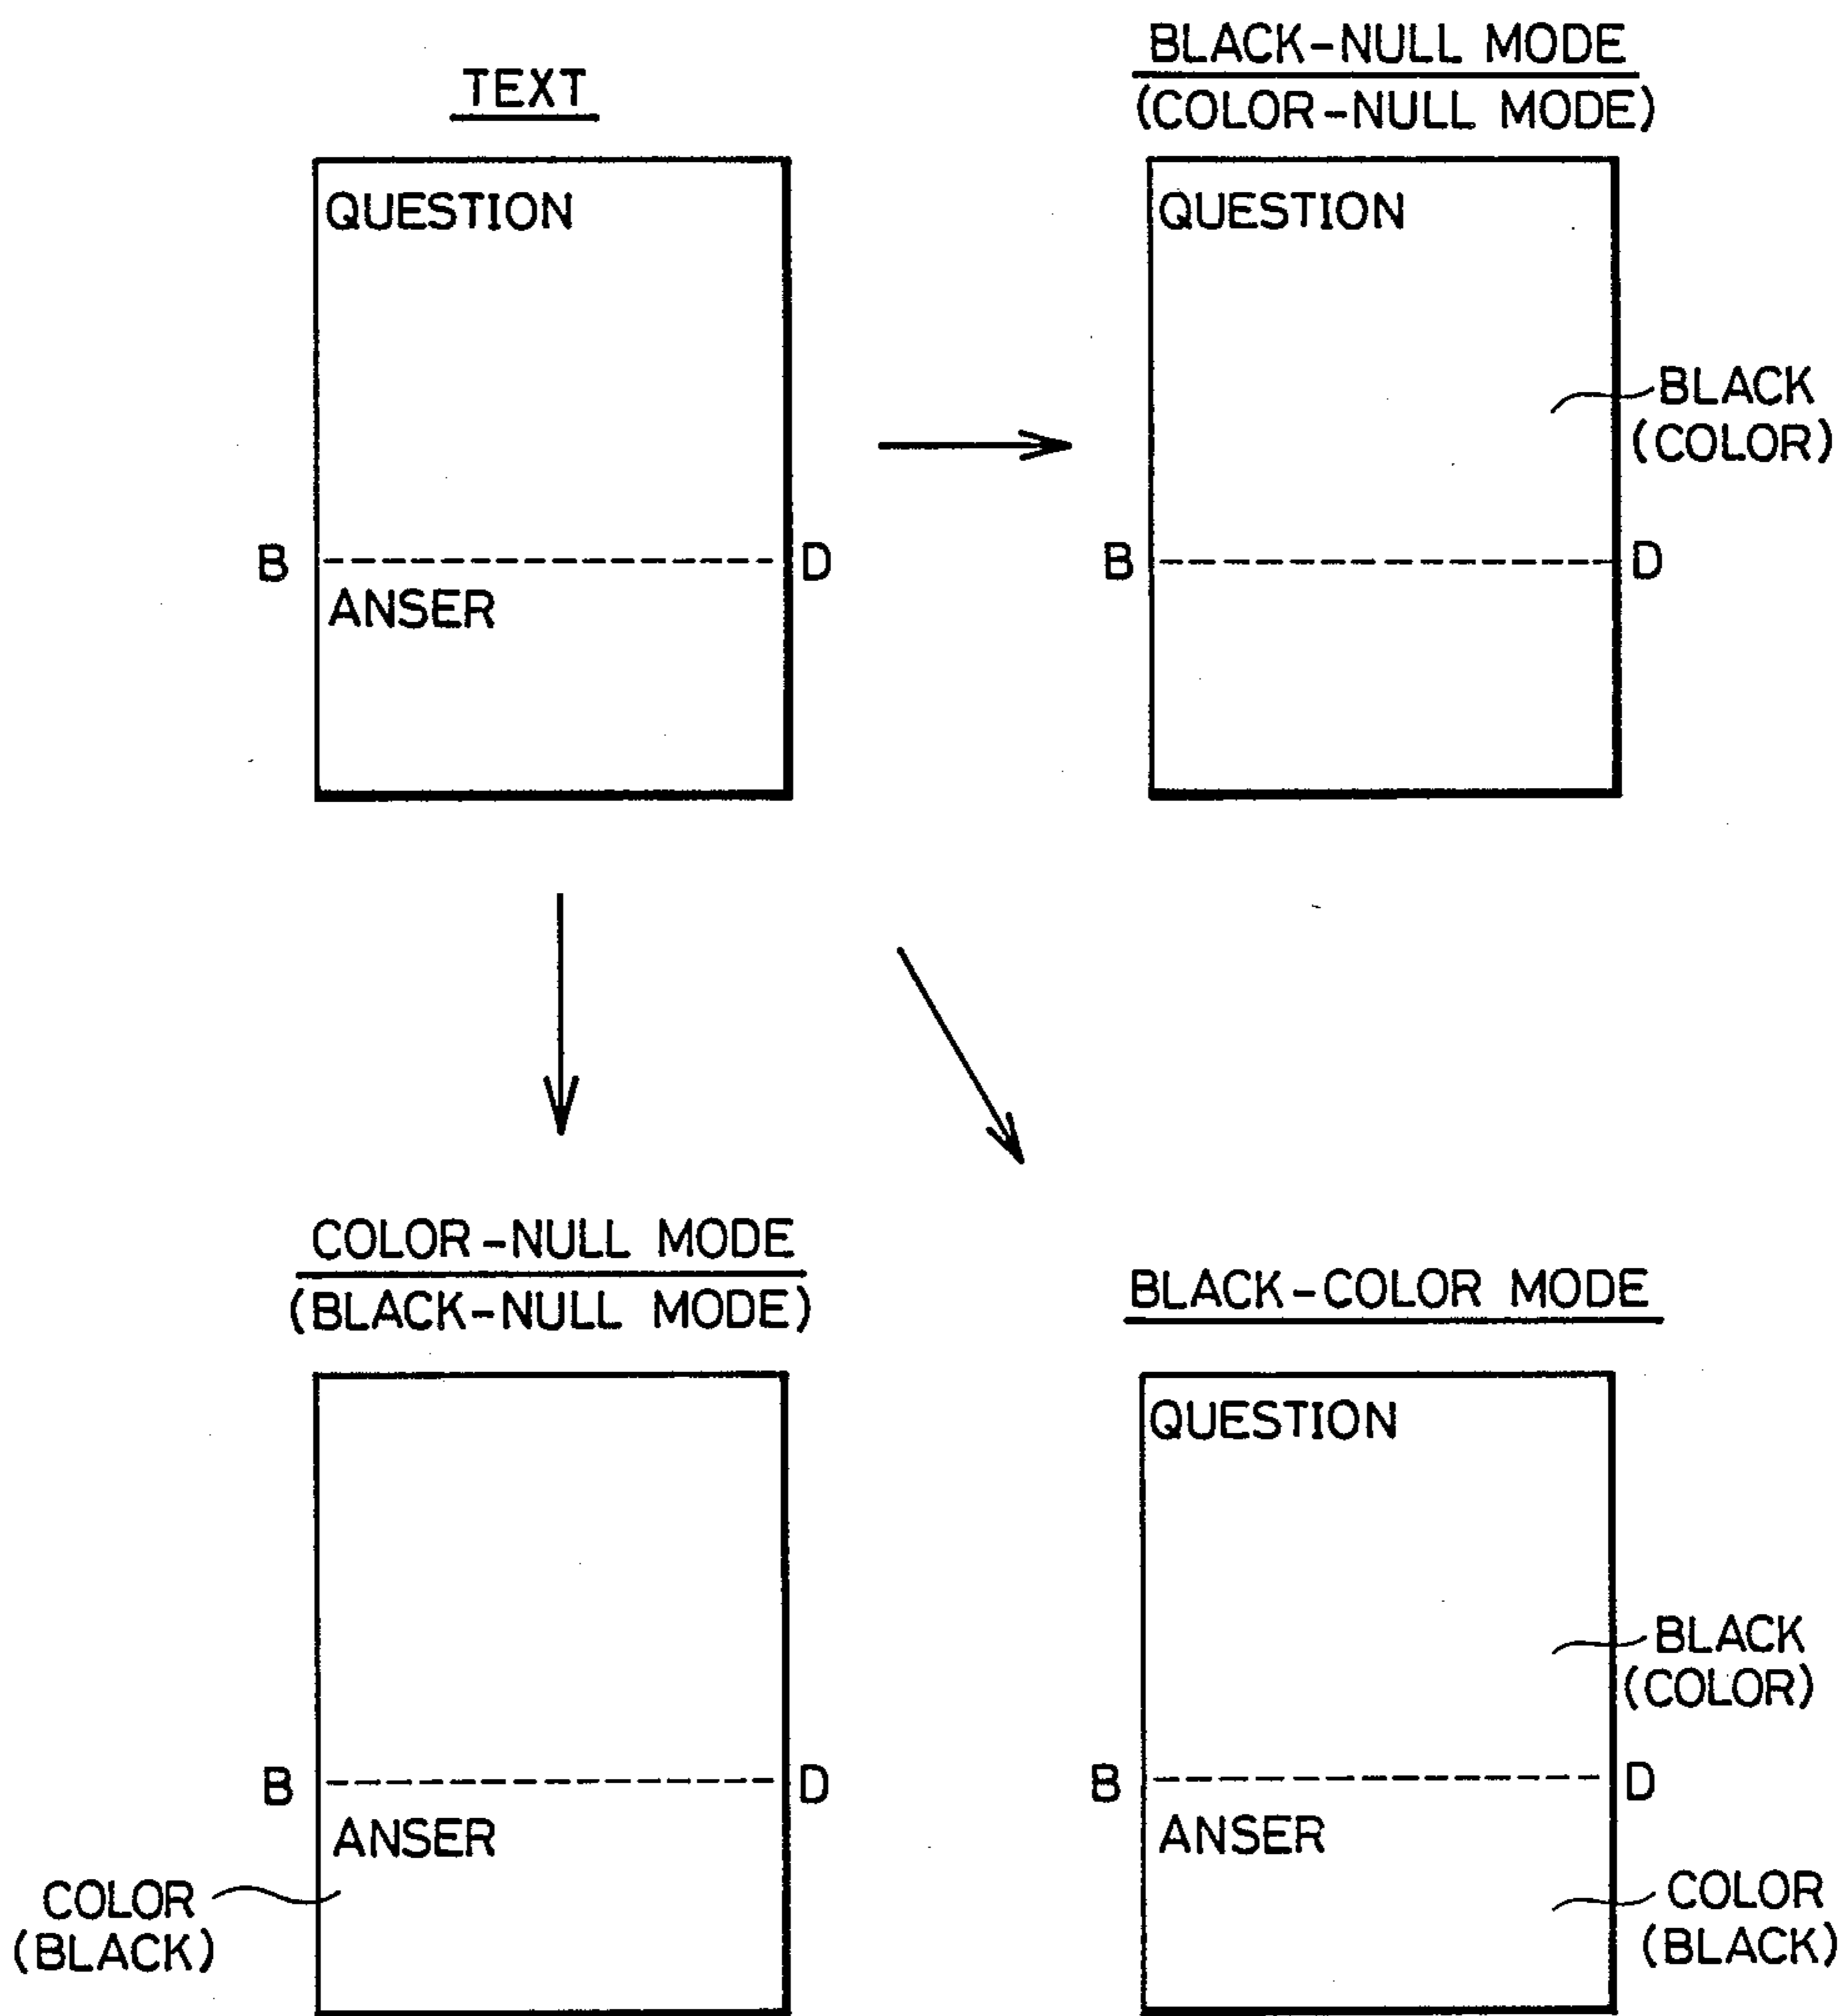 TEXT
QUESTION
B
D
ANSER
BLACK-NULL MODE
(COLOR-NULL MODE)
QUESTION
BLACK
(COLOR)
B
D
COLOR-NULL MODE
(BLACK-NULL MODE)
B
D
ANSER
COLOR
(BLACK)
BLACK-COLOR MODE
QUESTION
BLACK
(COLOR)
B
D
ANSER
COLOR
(BLACK)